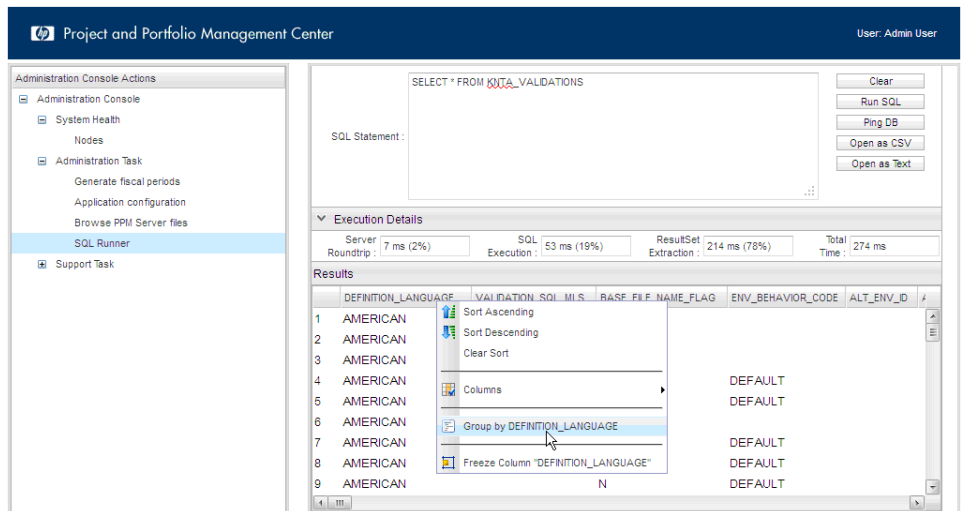 hp Project and Portfolio Management Center
User: Admin User
Administration Console Actions
Administration Console
System Health
Nodes
Administration Task
Generate fiscal periods
Application configuration
Browse PPM Server files
SQL Runner
Support Task
SQL Statement :
SELECT * FROM KNTA_VALIDATIONS
Clear
Run SQL
Ping DB
Open as CSV
Open as Text
Execution Details
Server Roundtrip : 7 ms (2%)
SQL Execution : 53 ms (19%)
ResultSet Extraction : 214 ms (78%)
Total Time : 274 ms
Results
DEFINITION_LANGUAGE VALIDATION_SQL_MLS BASE_FILE_NAME_FLAG ENV_BEHAVIOR_CODE ALT_ENV_ID
1 AMERICAN
2 AMERICAN
3 AMERICAN
4 AMERICAN DEFAULT
5 AMERICAN DEFAULT
6 AMERICAN
7 AMERICAN DEFAULT
8 AMERICAN DEFAULT
9 AMERICAN N DEFAULT
Sort Ascending
Sort Descending
Clear Sort
Columns
Group by DEFINITION_LANGUAGE
Freeze Column "DEFINITION_LANGUAGE"